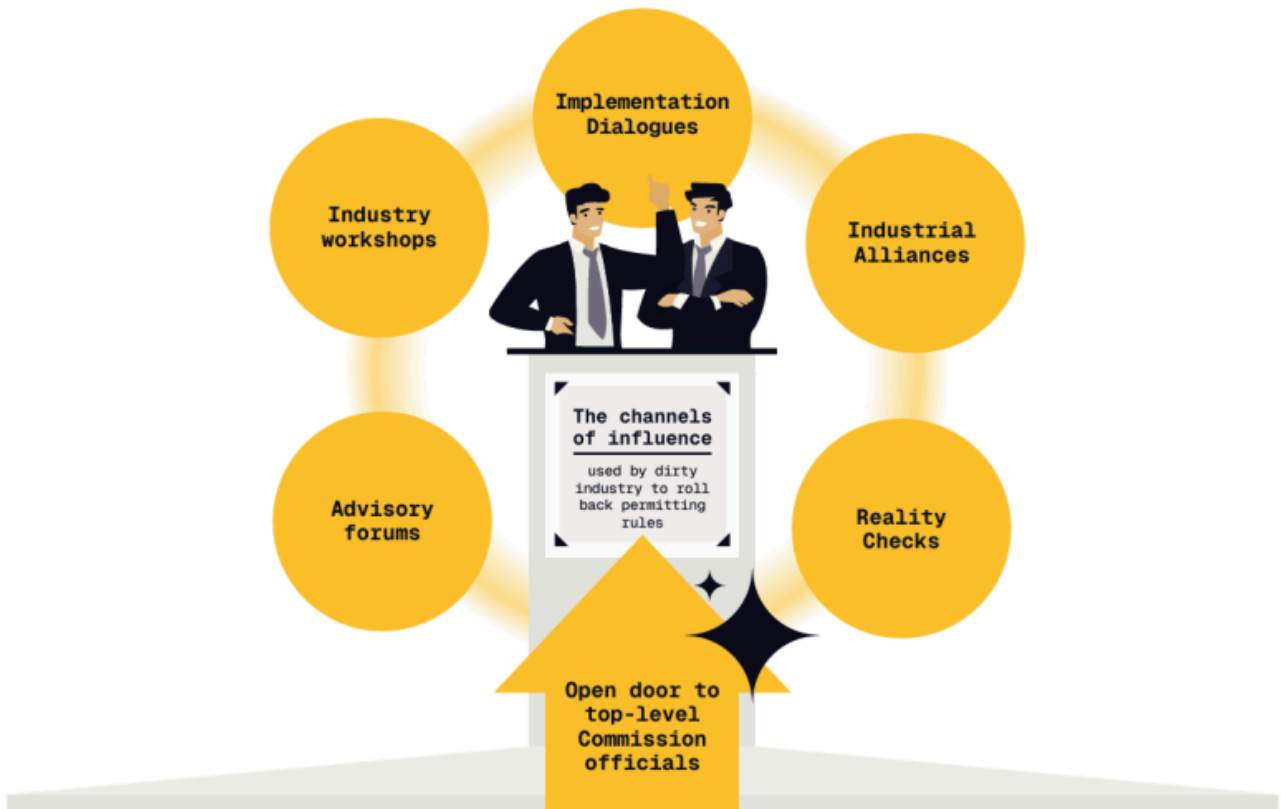 Implementation
Dialogues
Industry
workshops
Industrial
Alliances
The channels
of influence
used by dirty
industry to roll
back permitting
rules
Advisory
forums
Reality
Checks
Open door to
top-level
Commission
officials